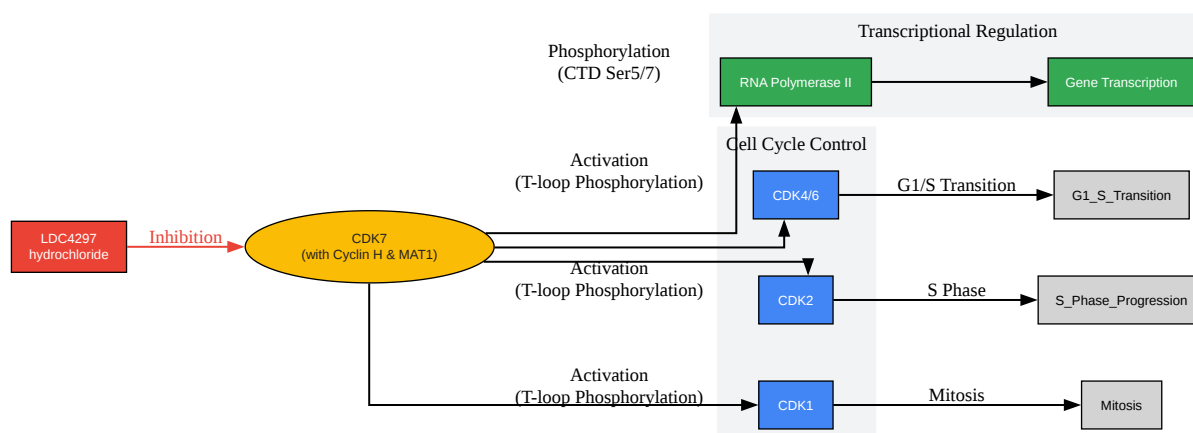 Transcriptional Regulation
Phosphorylation
(CTD Ser5/7)
RNA Polymerase II
Gene Transcription
Cell Cycle Control
Activation
(T-loop Phosphorylation)
CDK4/6
G1/S Transition
G1_S_Transition
LDC4297
hydrochloride
Inhibition
CDK7
(with Cyclin H & MAT1)
Activation
(T-loop Phosphorylation)
CDK2
S Phase
S_Phase_Progression
Activation
(T-loop Phosphorylation)
CDK1
Mitosis
Mitosis